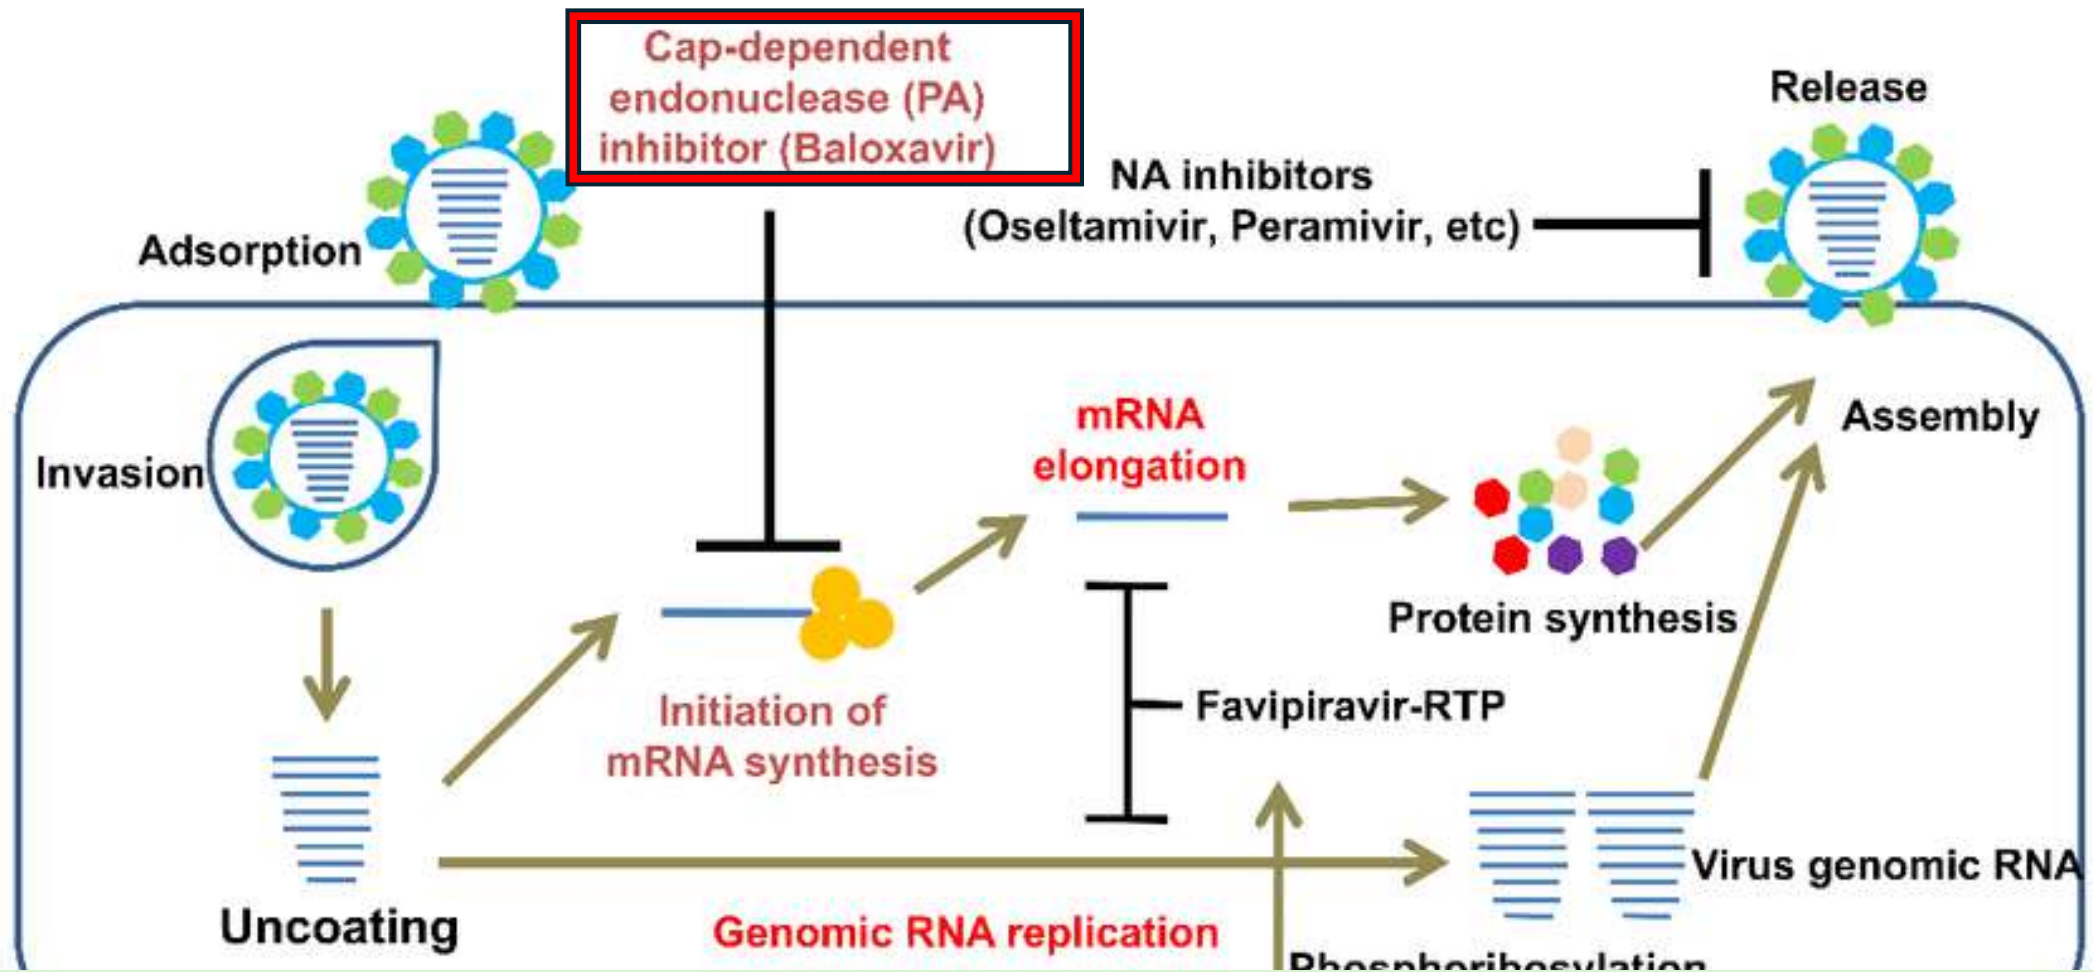 Cap-dependent
endonuclease (PA)
inhibitor (Baloxavir)
Release
NA inhibitors
(Oseltamivir, Peramivir, etc)
Adsorption
Invasion
mRNA
elongation
Assembly
Protein synthesis
Initiation of
mRNA synthesis
Favipiravir-RTP
Uncoating
Virus genomic RNA
Genomic RNA replication
Phosphoribosylation